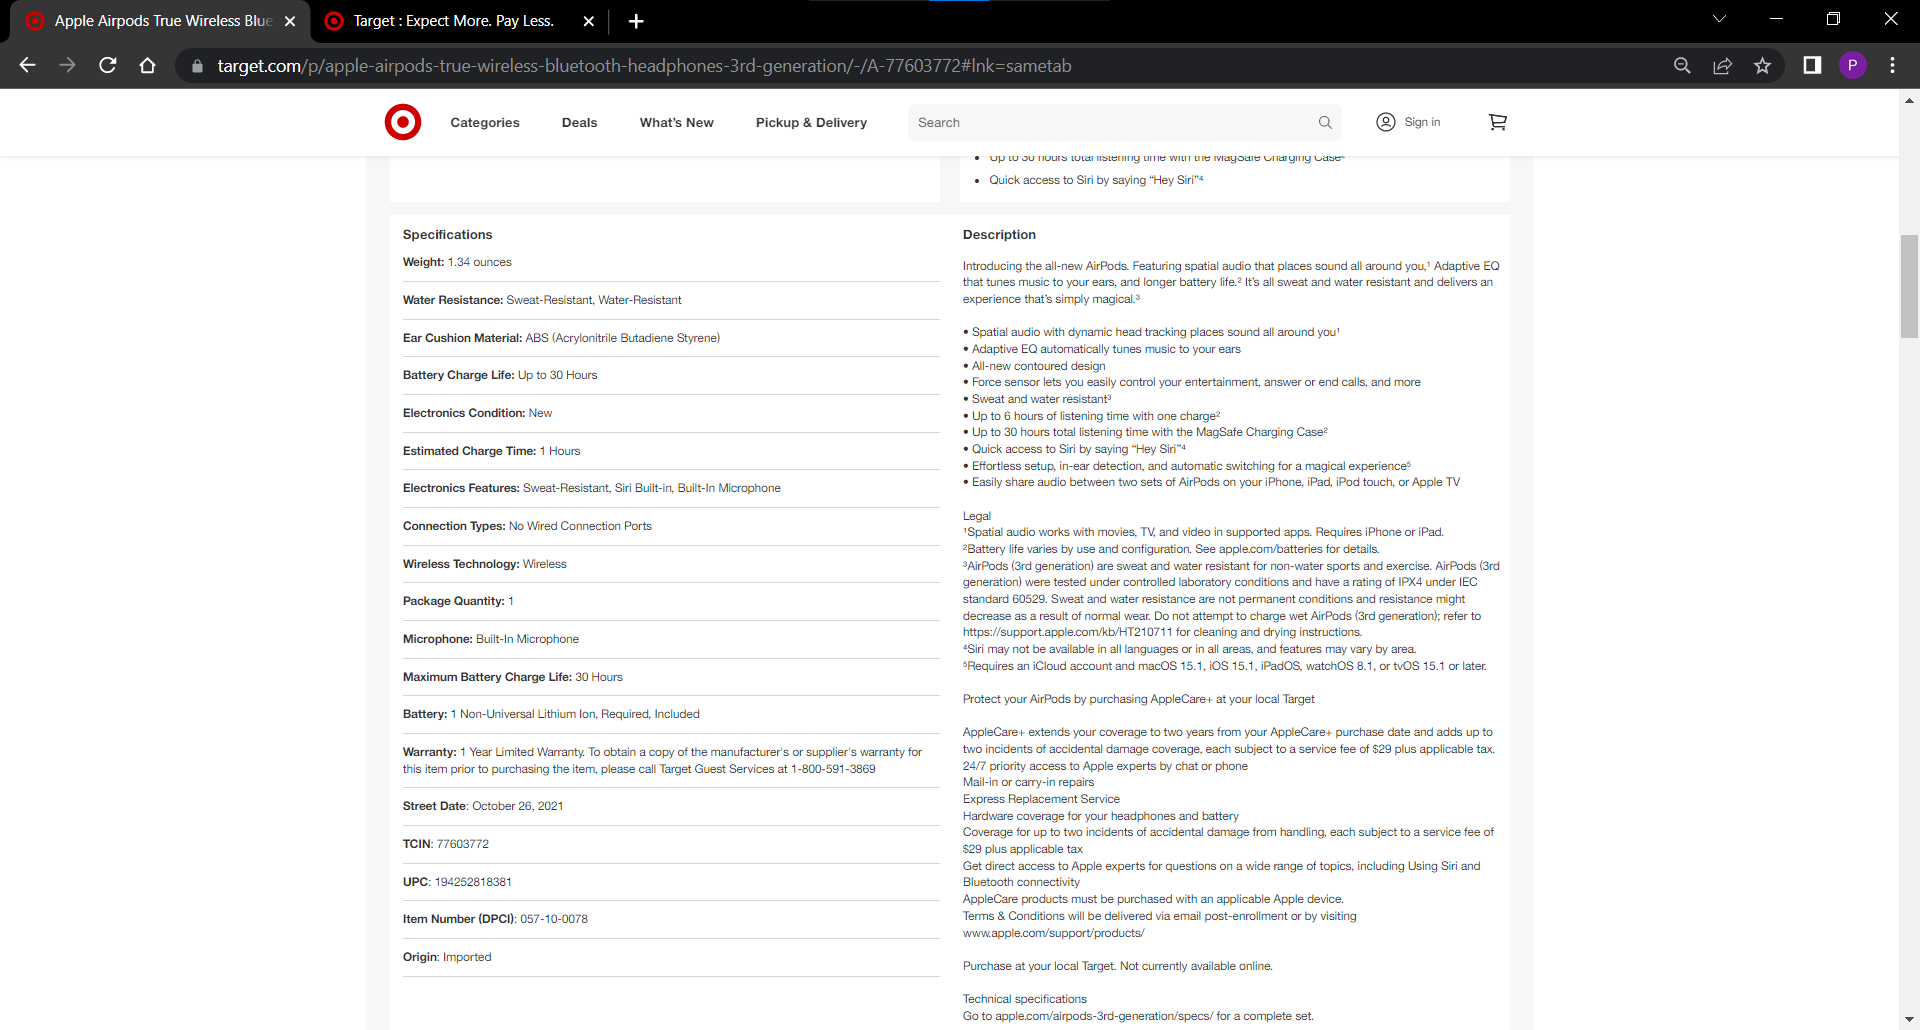 Apple Airpods True Wireless Blue
Target : Expect More. Pay Less.
target.com/p/apple-airpods-true-wireless-bluetooth-headphones-3rd-generation/-/A-77603772#lnk=sametab
P
Categories
Deals
What's New
Pickup & Delivery
Search
Sign in
• Up to 30 hours total listening time with the MagSafe Charging Case²
• Quick access to Siri by saying “Hey Siri”⁴
Specifications
Weight: 1.34 ounces
Water Resistance: Sweat-Resistant, Water-Resistant
Ear Cushion Material: ABS (Acrylonitrile Butadiene Styrene)
Battery Charge Life: Up to 30 Hours
Electronics Condition: New
Estimated Charge Time: 1 Hours
Electronics Features: Sweat-Resistant, Siri Built-in, Built-In Microphone
Connection Types: No Wired Connection Ports
Wireless Technology: Wireless
Package Quantity: 1
Microphone: Built-In Microphone
Maximum Battery Charge Life: 30 Hours
Battery: 1 Non-Universal Lithium Ion, Required, Included
Warranty: 1 Year Limited Warranty. To obtain a copy of the manufacturer's or supplier's warranty for
this item prior to purchasing the item, please call Target Guest Services at 1-800-591-3869
Street Date: October 26, 2021
TCIN: 77603772
UPC: 194252818381
Item Number (DPCI): 057-10-0078
Origin: Imported
Description
Introducing the all-new AirPods. Featuring spatial audio that places sound all around you,¹ Adaptive EQ
that tunes music to your ears, and longer battery life.² It's all sweat and water resistant and delivers an
experience that's simply magical.³
• Spatial audio with dynamic head tracking places sound all around you¹
• Adaptive EQ automatically tunes music to your ears
• All-new contoured design
• Force sensor lets you easily control your entertainment, answer or end calls, and more
• Sweat and water resistant³
• Up to 6 hours of listening time with one charge²
• Up to 30 hours total listening time with the MagSafe Charging Case²
• Quick access to Siri by saying “Hey Siri”⁴
• Effortless setup, in-ear detection, and automatic switching for a magical experience⁵
• Easily share audio between two sets of AirPods on your iPhone, iPad, iPod touch, or Apple TV
Legal
¹Spatial audio works with movies, TV, and video in supported apps. Requires iPhone or iPad.
²Battery life varies by use and configuration. See apple.com/batteries for details.
³AirPods (3rd generation) are sweat and water resistant for non-water sports and exercise. AirPods (3rd
generation) were tested under controlled laboratory conditions and have a rating of IPX4 under IEC
standard 60529. Sweat and water resistance are not permanent conditions and resistance might
decrease as a result of normal wear. Do not attempt to charge wet AirPods (3rd generation); refer to
https://support.apple.com/kb/HT210711 for cleaning and drying instructions.
⁴Siri may not be available in all languages or in all areas, and features may vary by area.
⁵Requires an iCloud account and macOS 15.1, iOS 15.1, iPadOS, watchOS 8.1, or tvOS 15.1 or later.
Protect your AirPods by purchasing AppleCare+ at your local Target
AppleCare+ extends your coverage to two years from your AppleCare+ purchase date and adds up to
two incidents of accidental damage coverage, each subject to a service fee of $29 plus applicable tax.
24/7 priority access to Apple experts by chat or phone
Mail-in or carry-in repairs
Express Replacement Service
Hardware coverage for your headphones and battery
Coverage for up to two incidents of accidental damage from handling, each subject to a service fee of
$29 plus applicable tax
Get direct access to Apple experts for questions on a wide range of topics, including Using Siri and
Bluetooth connectivity
AppleCare products must be purchased with an applicable Apple device.
Terms & Conditions will be delivered via email post-enrollment or by visiting
www.apple.com/support/products/
Purchase at your local Target. Not currently available online.
Technical specifications
Go to apple.com/airpods-3rd-generation/specs/ for a complete set.